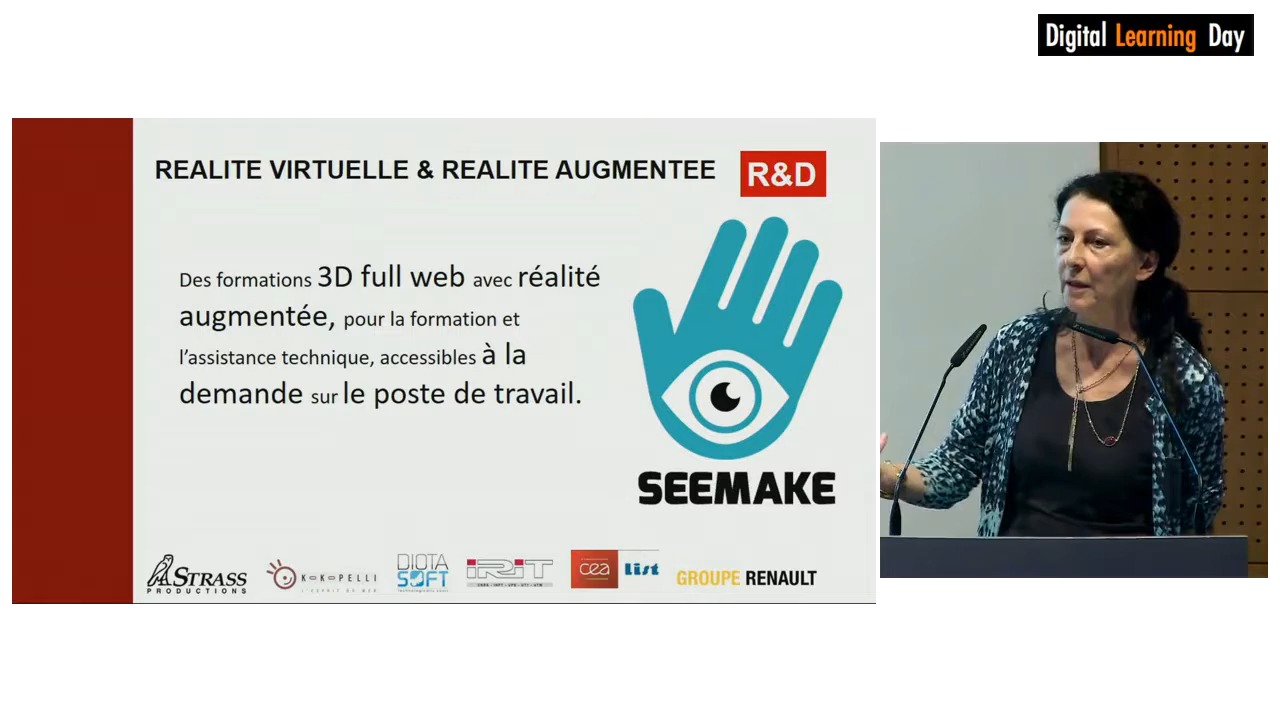 Digital Learning Day
REALITE VIRTUELLE & REALITE AUGMENTEE
R&D
Des formations 3D full web avec réalité
augmentée, pour la formation et
l'assistance technique, accessibles à la
demande sur le poste de travail.
SEEMAKE
STRASS
PRODUCTIONS
KOKOPELLI
DIOTA
SOFT
IRIT
cea
list
GROUPE RENAULT